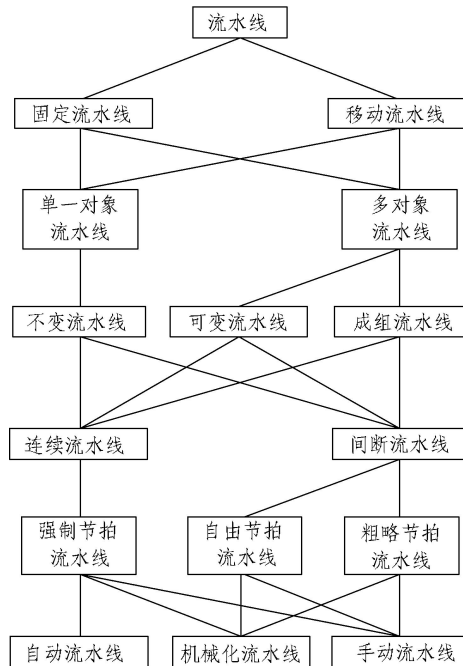 流水线
固定流水线
移动流水线
单一对象
流水线
多对象
流水线
不变流水线
可变流水线
成组流水线
连续流水线
间断流水线
强制节拍
流水线
自由节拍
流水线
粗略节拍
流水线
自动流水线
机械化流水线
手动流水线